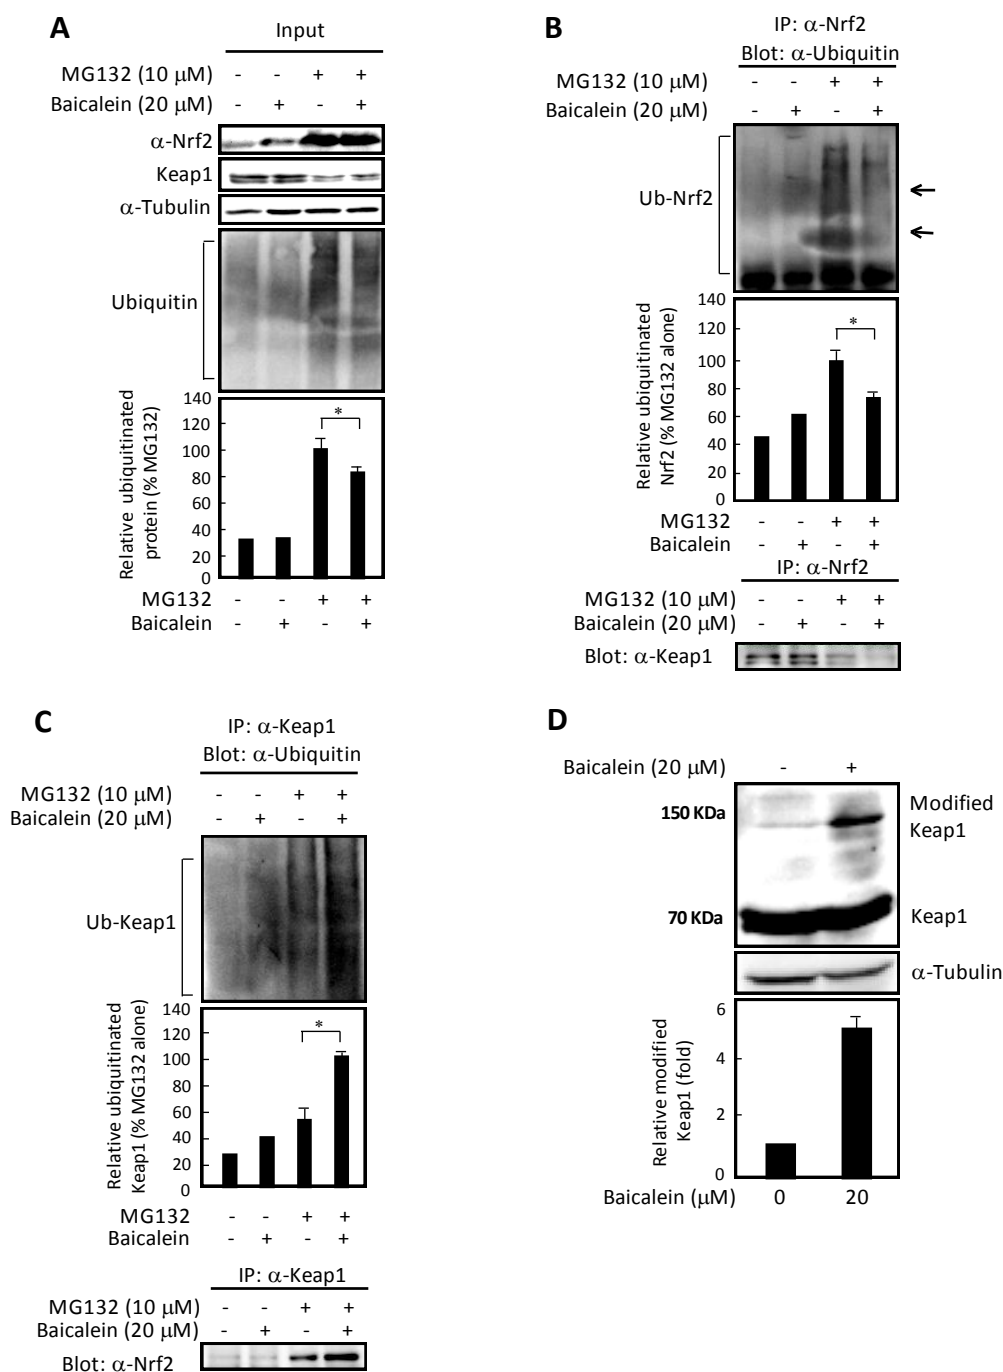 A
Input
MG132 (10 μM) - - + +
Baicalein (20 μM) - + - +
α-Nrf2
Keap1
α-Tubulin
Ubiquitin
Relative ubiquitinated
protein (% MG132)
140
120
100
80
60
40
20
0
*
MG132 - - + +
Baicalein - + - +
B
IP: α-Nrf2
Blot: α-Ubiquitin
MG132 (10 μM) - - + +
Baicalein (20 μM) - + - +
Ub-Nrf2
Relative ubiquitinated
Nrf2 (% MG132 alone)
140
120
100
80
60
40
20
0
*
MG132 - - + +
Baicalein - + - +
IP: α-Nrf2
MG132 (10 μM) - - + +
Baicalein (20 μM) - + - +
Blot: α-Keap1
C
IP: α-Keap1
Blot: α-Ubiquitin
MG132 (10 μM) - - + +
Baicalein (20 μM) - + - +
Ub-Keap1
Relative ubiquitinated
Keap1 (% MG132 alone)
140
120
100
80
60
40
20
0
*
MG132 - - + +
Baicalein - + - +
IP: α-Keap1
MG132 (10 μM) - - + +
Baicalein (20 μM) - + - +
Blot: α-Nrf2
D
Baicalein (20 μM) - +
150 KDa
Modified
Keap1
70 KDa
Keap1
α-Tubulin
Relative modified
Keap1 (fold)
6
4
2
0
Baicalein (μM) 0 20